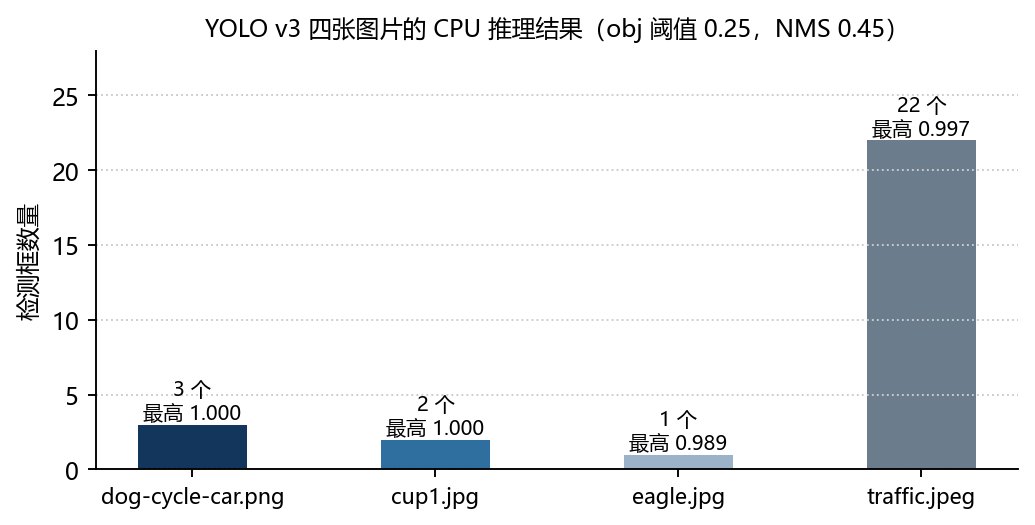 YOLO v3 四张图片的 CPU 推理结果（obj 阈值 0.25，NMS 0.45）
检测框数量
25
20
15
10
5
0
3 个
最高 1.000
2 个
最高 1.000
1 个
最高 0.989
22 个
最高 0.997
dog-cycle-car.png
cup1.jpg
eagle.jpg
traffic.jpeg